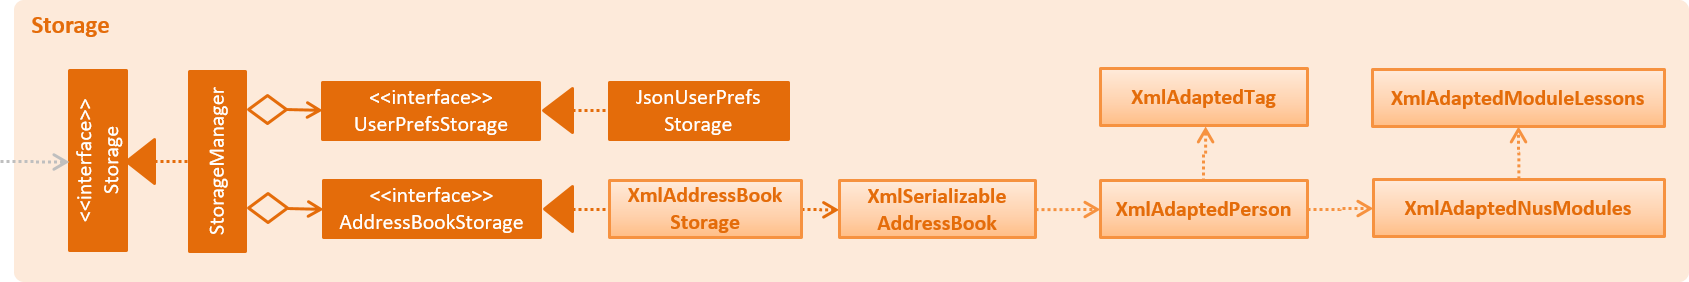 Storage
<<interface>>
Storage
StorageManager
<<interface>>
UserPrefsStorage
JsonUserPrefs
Storage
<<interface>>
AddressBookStorage
XmlAddressBook
Storage
XmlSerializable
AddressBook
XmlAdaptedTag
XmlAdaptedPerson
XmlAdaptedModuleLessons
XmlAdaptedNusModules